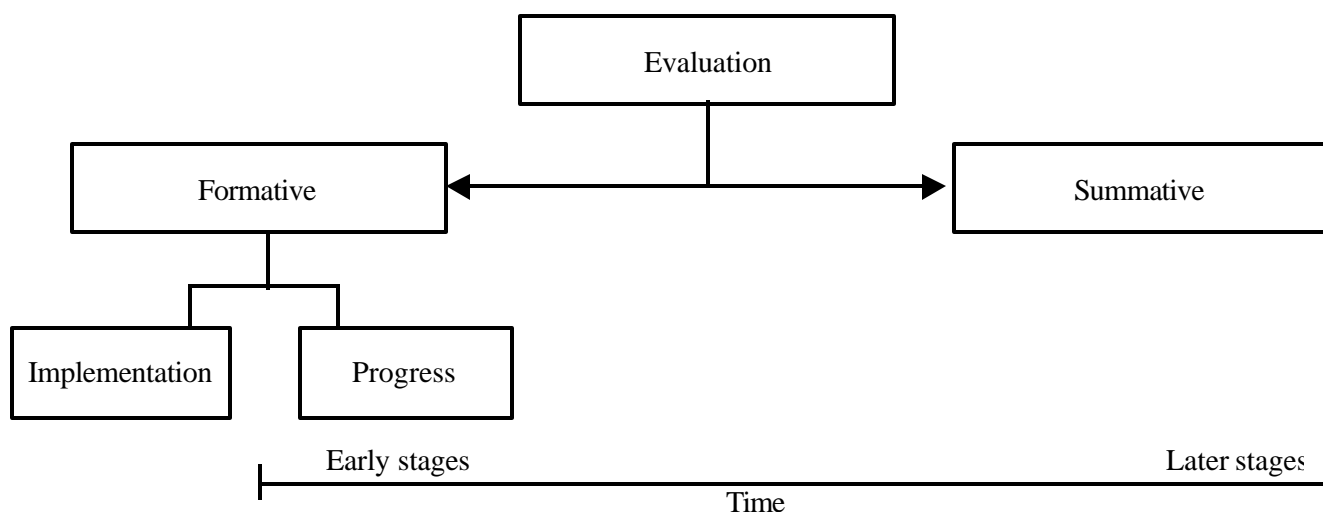 Evaluation
Formative
Summative
Implementation
Progress
Early stages
Later stages
Time